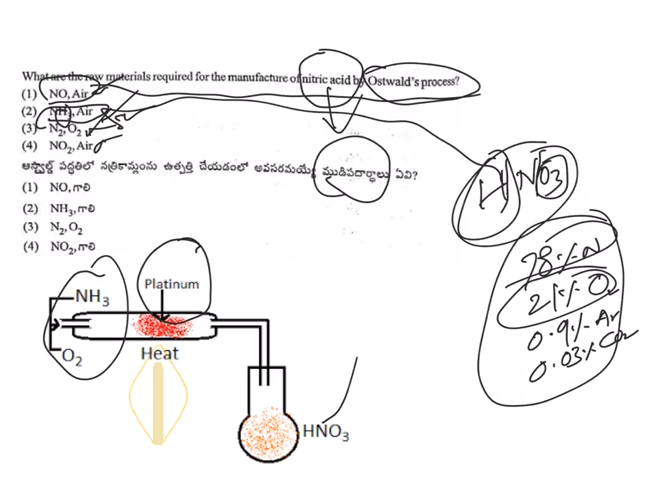 What are the raw materials required for the manufacture of nitric acid by Ostwald's process?
(1) NO, Air
(2) NH3, Air
(3) N2, O2
(4) NO2, Air
ఆస్వాల్డ్ పద్ధతిలో నత్రికామ్లంను ఉత్పత్తి చేయడంలో అవసరమయ్యే ముడిపదార్థాలు ఏవి?
(1) NO, గాలి
(2) NH3, గాలి
(3) N2, O2
(4) NO2, గాలి
HNO3
78% N
21% O2
0.9% Ar
0.03% CO2
Platinum
NH3
O2
Heat
HNO3